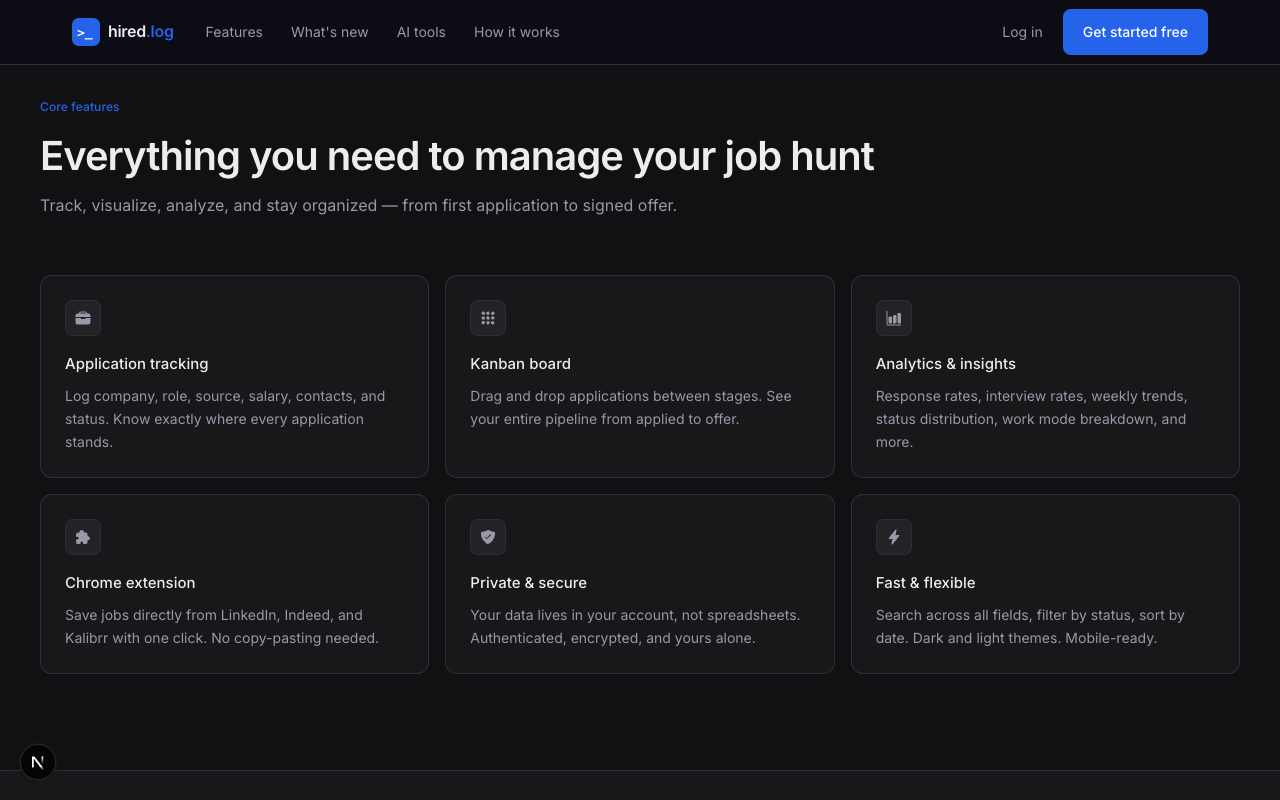 >_ hired.log Features What's new AI tools How it works Log in Get started free
Core features
Everything you need to manage your job hunt
Track, visualize, analyze, and stay organized — from first application to signed offer.
Application tracking
Log company, role, source, salary, contacts, and
status. Know exactly where every application
stands.
Kanban board
Drag and drop applications between stages. See
your entire pipeline from applied to offer.
Analytics & insights
Response rates, interview rates, weekly trends,
status distribution, work mode breakdown, and
more.
Chrome extension
Save jobs directly from LinkedIn, Indeed, and
Kalibrr with one click. No copy-pasting needed.
Private & secure
Your data lives in your account, not spreadsheets.
Authenticated, encrypted, and yours alone.
Fast & flexible
Search across all fields, filter by status, sort by
date. Dark and light themes. Mobile-ready.
N